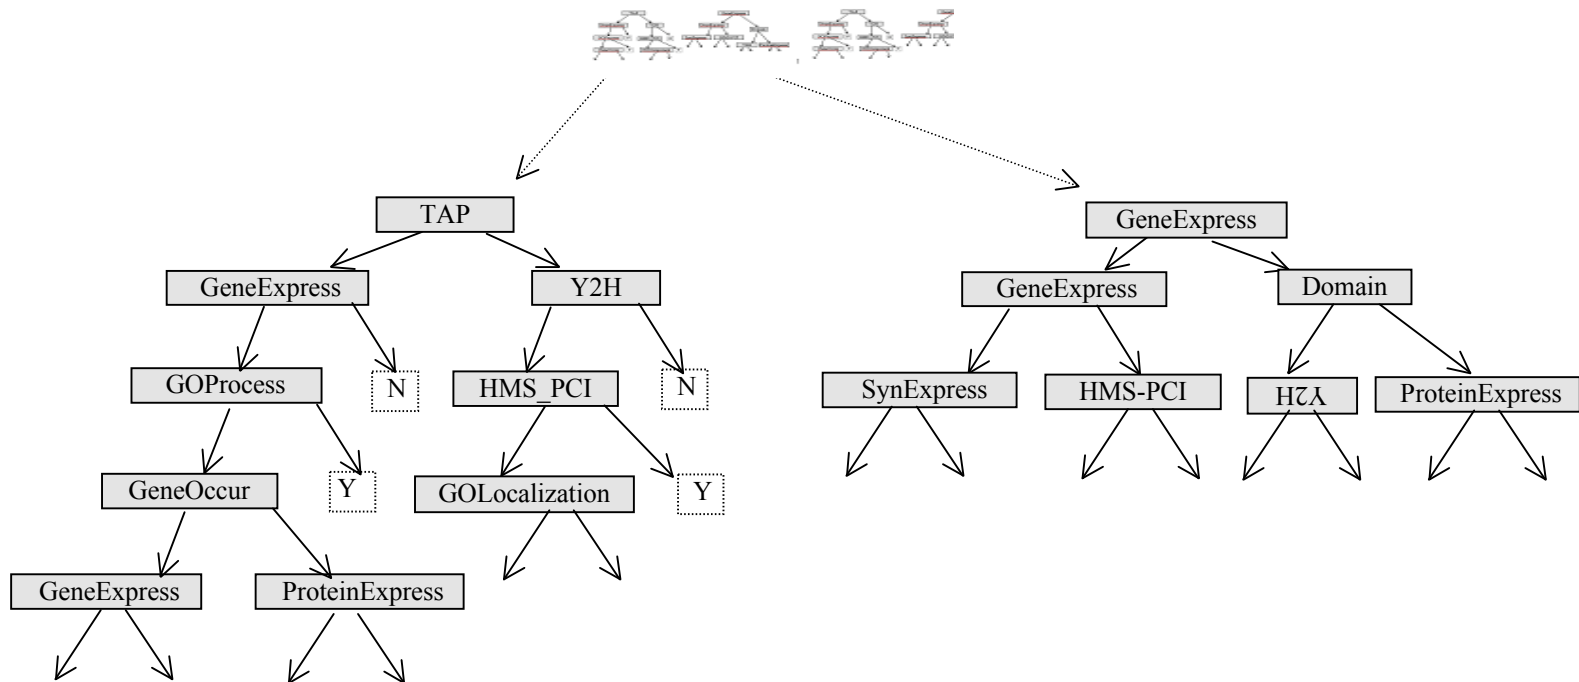 TAP
GeneExpress
GeneExpress
Y2H
GeneExpress
Domain
GOProcess
N
HMS_PCI
N
SynExpress
HMS-PCI
Y2H
ProteinExpress
GeneOccur
Y
GOLocalization
Y
GeneExpress
ProteinExpress